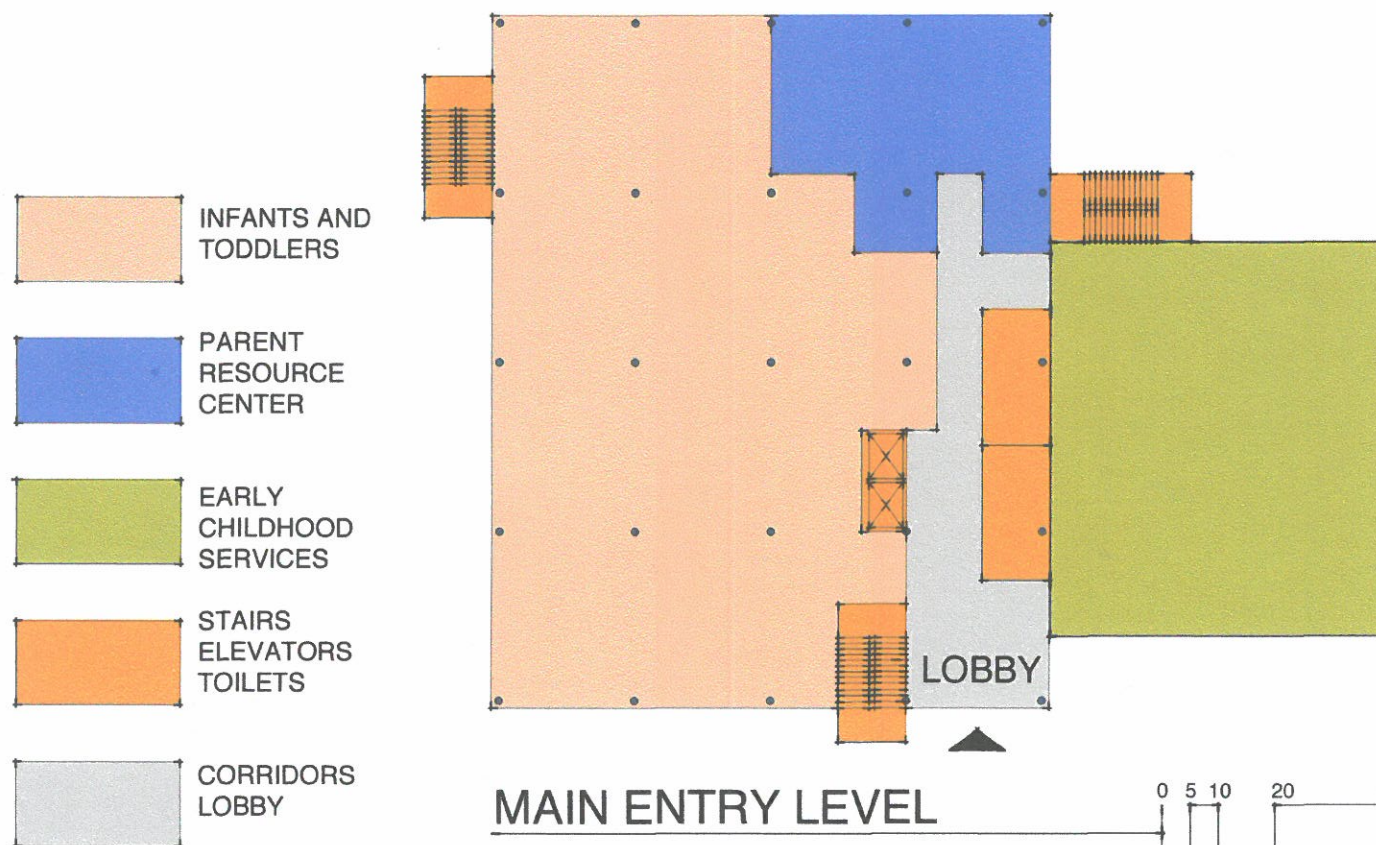 INFANTS AND
TODDLERS
PARENT
RESOURCE
CENTER
EARLY
CHILDHOOD
SERVICES
STAIRS
ELEVATORS
TOILETS
CORRIDORS
LOBBY
LOBBY
MAIN ENTRY LEVEL
0 5 10 20